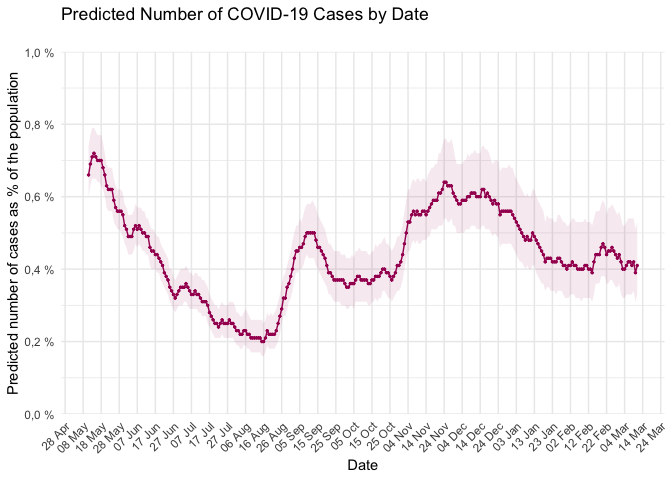 Predicted Number of COVID-19 Cases by Date
Predicted number of cases as % of the population
1,0 %
0,8 %
0,6 %
0,4 %
0,2 %
0,0 %
28 Apr
08 May
18 May
28 May
07 Jun
17 Jun
27 Jun
07 Jul
17 Jul
27 Jul
06 Aug
16 Aug
26 Aug
05 Sep
15 Sep
25 Sep
05 Oct
15 Oct
25 Oct
04 Nov
14 Nov
24 Nov
04 Dec
14 Dec
24 Dec
03 Jan
13 Jan
23 Jan
02 Feb
12 Feb
22 Feb
04 Mar
14 Mar
24 Mar
Date